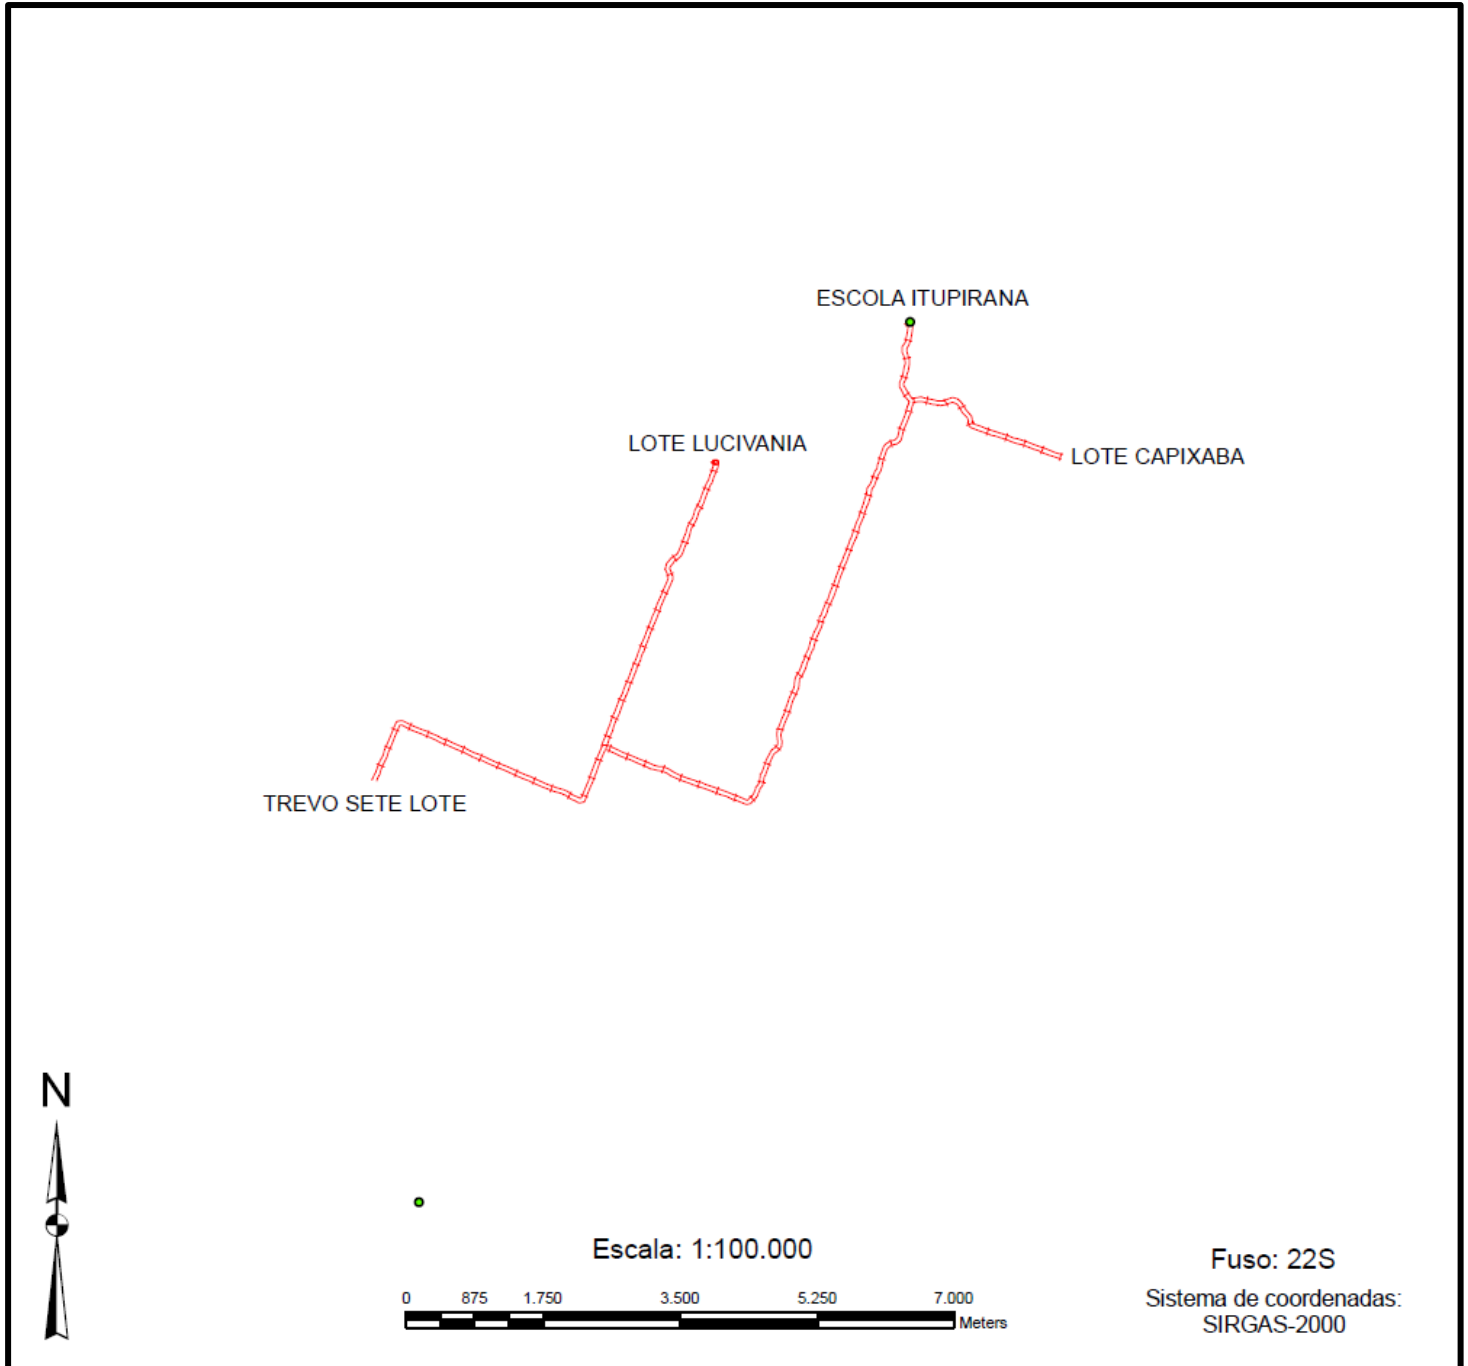 ESCOLA ITUPIRANA
LOTE LUCIVANIA
LOTE CAPIXABA
TREVO SETE LOTE
N
Escala: 1:100.000
0 875 1.750 3.500 5.250 7.000
Meters
Fuso: 22S
Sistema de coordenadas:
SIRGAS-2000